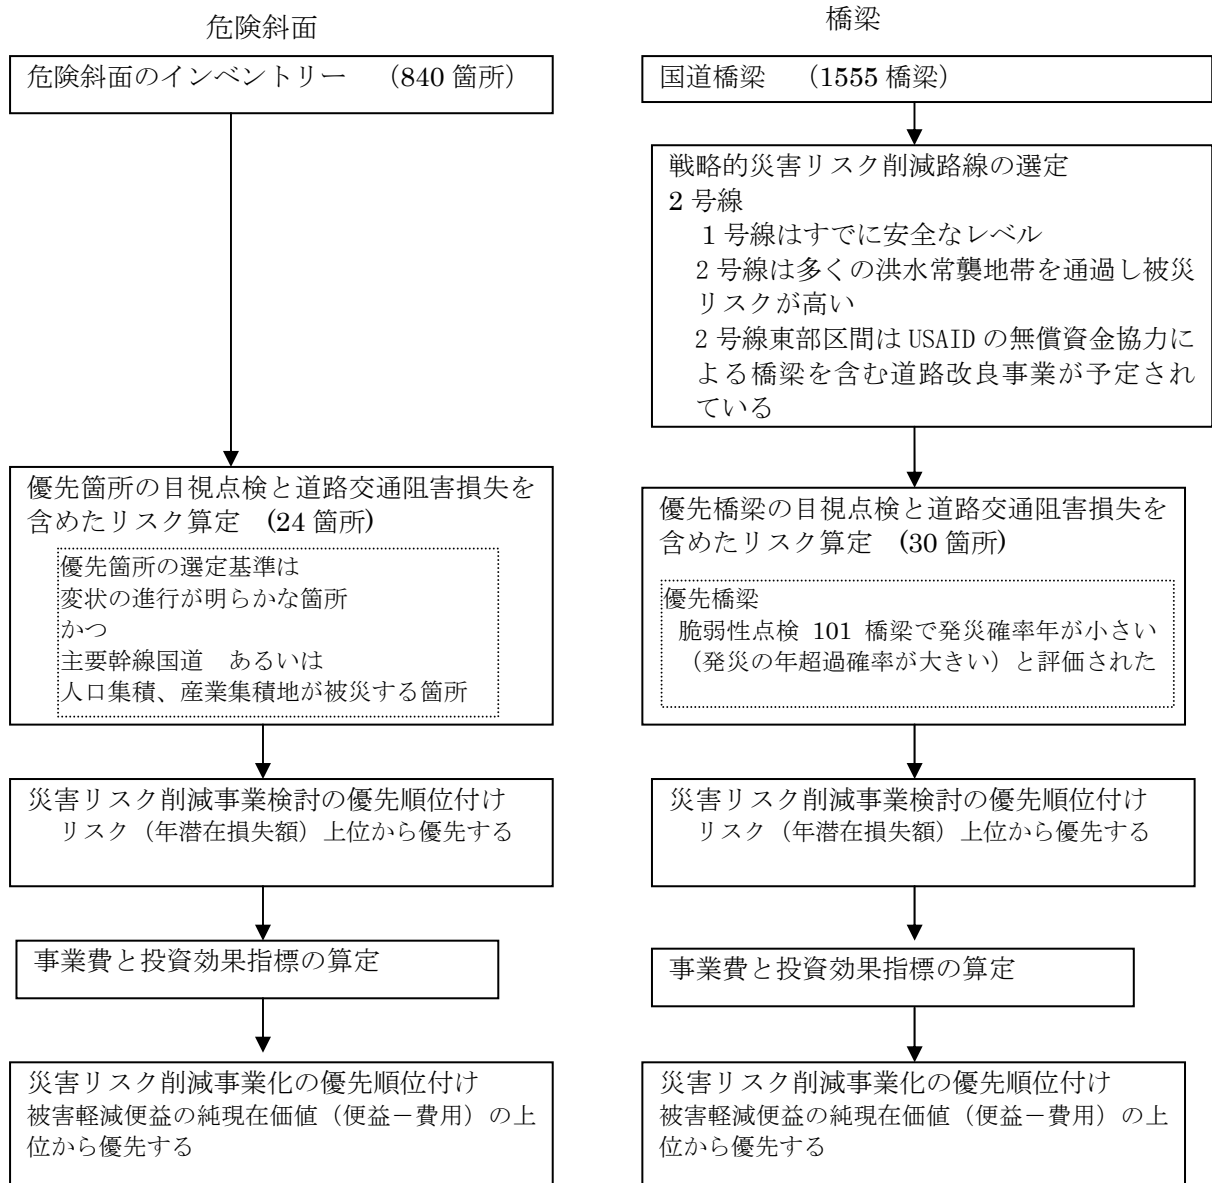 危険斜面
危険斜面のインベントリー （840 箇所）
優先箇所の目視点検と道路交通阻害損失を
含めたリスク算定 (24 箇所)
優先箇所の選定基準は
変状の進行が明らかな箇所
かつ
主要幹線国道 あるいは
人口集積、産業集積地が被災する箇所
災害リスク削減事業検討の優先順位付け
リスク（年潜在損失額）上位から優先する
事業費と投資効果指標の算定
災害リスク削減事業化の優先順位付け
被害軽減便益の純現在価値（便益－費用）の上
位から優先する
橋梁
国道橋梁 （1555 橋梁）
戦略的災害リスク削減路線の選定
2 号線
1 号線はすでに安全なレベル
2 号線は多くの洪水常襲地帯を通過し被災
リスクが高い
2 号線東部区間は USAID の無償資金協力に
よる橋梁を含む道路改良事業が予定され
ている
優先橋梁の目視点検と道路交通阻害損失を
含めたリスク算定 (30 箇所)
優先橋梁
脆弱性点検 101 橋梁で発災確率年が小さい
（発災の年超過確率が大きい）と評価された
災害リスク削減事業検討の優先順位付け
リスク（年潜在損失額）上位から優先する
事業費と投資効果指標の算定
災害リスク削減事業化の優先順位付け
被害軽減便益の純現在価値（便益－費用）の上
位から優先する